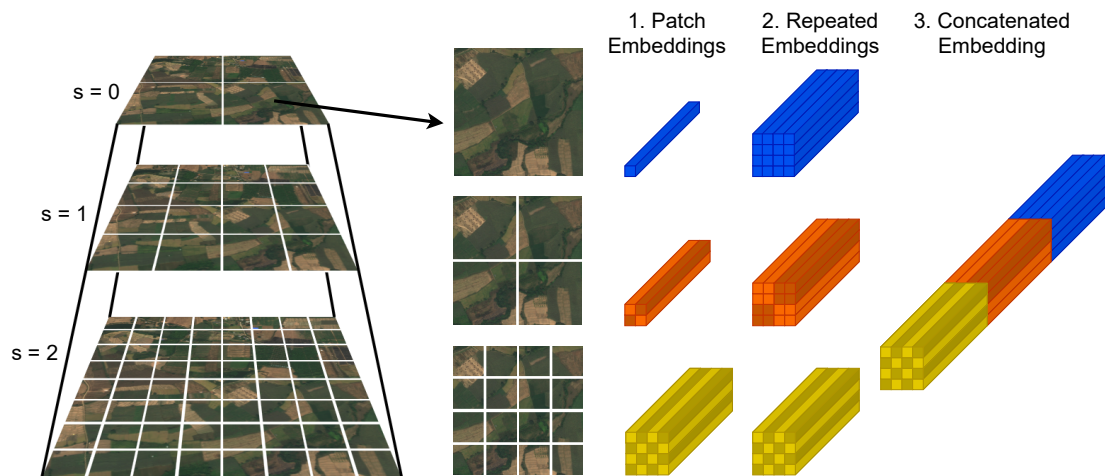 1. Patch
Embeddings
2. Repeated
Embeddings
3. Concatenated
Embedding
s = 0
s = 1
s = 2